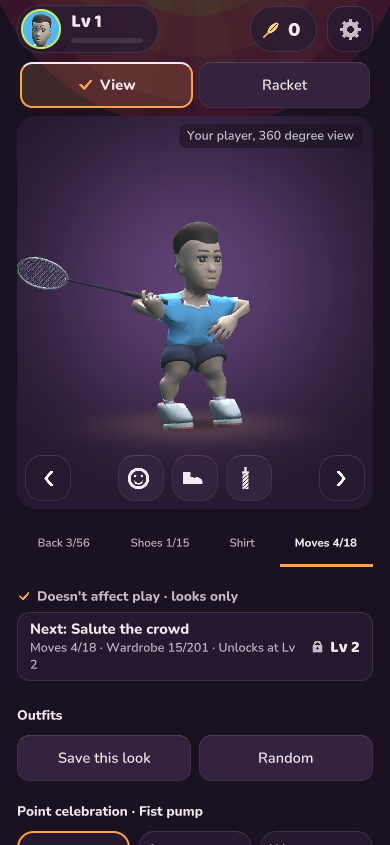 Lv 1
0
View
Racket
Your player, 360 degree view
Back 3/56
Shoes 1/15
Shirt
Moves 4/18
Doesn't affect play · looks only
Next: Salute the crowd
Moves 4/18 · Wardrobe 15/201 · Unlocks at Lv
2
Lv 2
Outfits
Save this look
Random
Point celebration · Fist pump